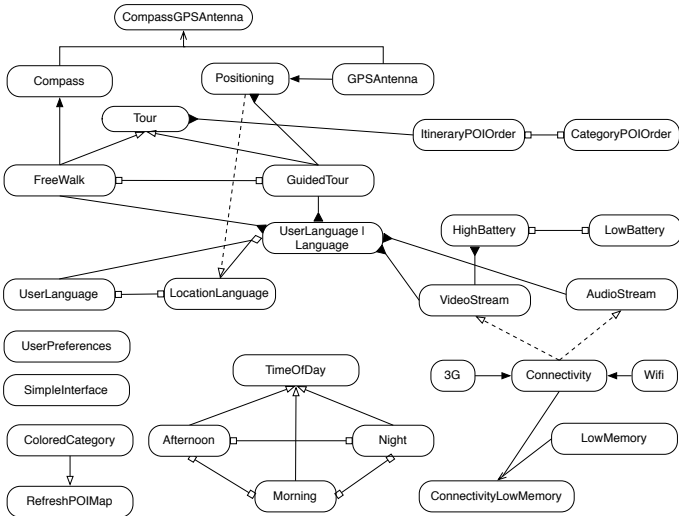 CompassGPSAntenna
Compass
Positioning
GPSAntenna
Tour
ItineraryPOIOrder
CategoryPOIOrder
FreeWalk
GuidedTour
UserLanguage |
Language
HighBattery
LowBattery
UserLanguage
LocationLanguage
VideoStream
AudioStream
UserPreferences
TimeOfDay
3G
Connectivity
Wifi
SimpleInterface
ColoredCategory
Afternoon
Night
LowMemory
RefreshPOIMap
Morning
ConnectivityLowMemory